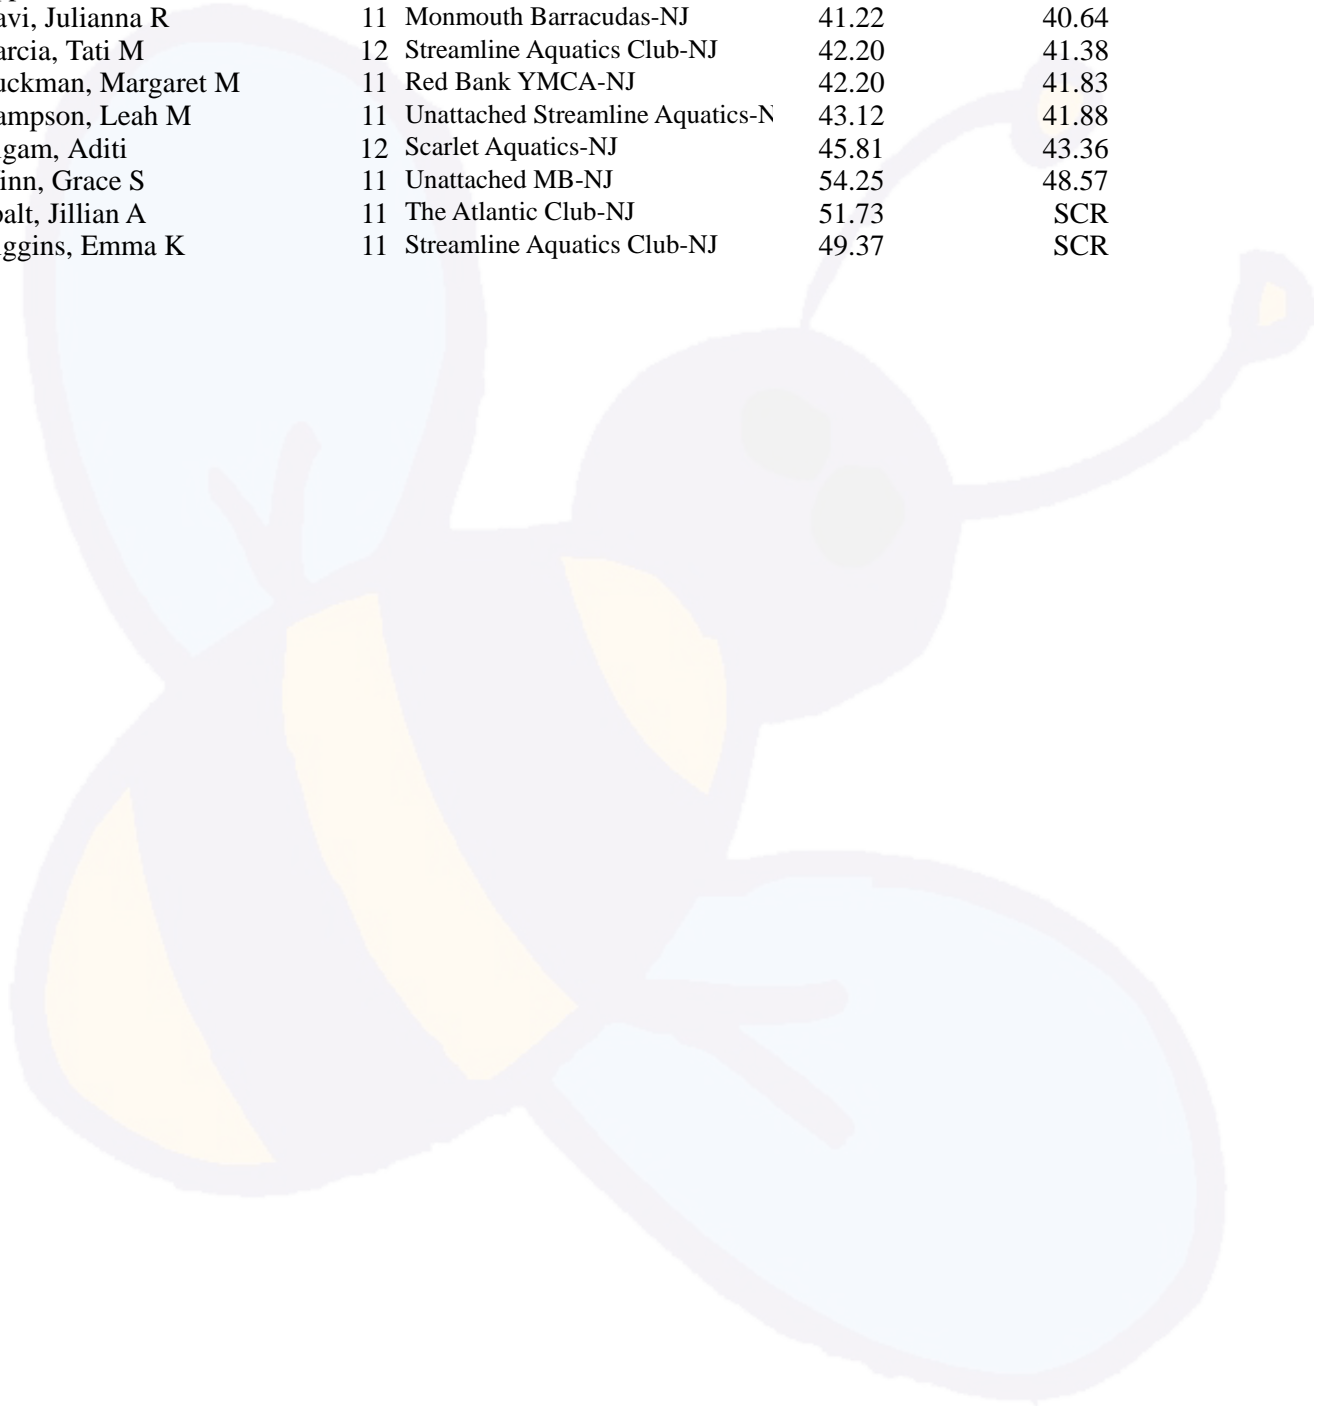 avi, Julianna R 11 Monmouth Barracudas-NJ 41.22 40.64
arcia, Tati M 12 Streamline Aquatics Club-NJ 42.20 41.38
uckman, Margaret M 11 Red Bank YMCA-NJ 42.20 41.83
ampson, Leah M 11 Unattached Streamline Aquatics-N 43.12 41.88
gam, Aditi 12 Scarlet Aquatics-NJ 45.81 43.36
inn, Grace S 11 Unattached MB-NJ 54.25 48.57
balt, Jillian A 11 The Atlantic Club-NJ 51.73 SCR
ggins, Emma K 11 Streamline Aquatics Club-NJ 49.37 SCR